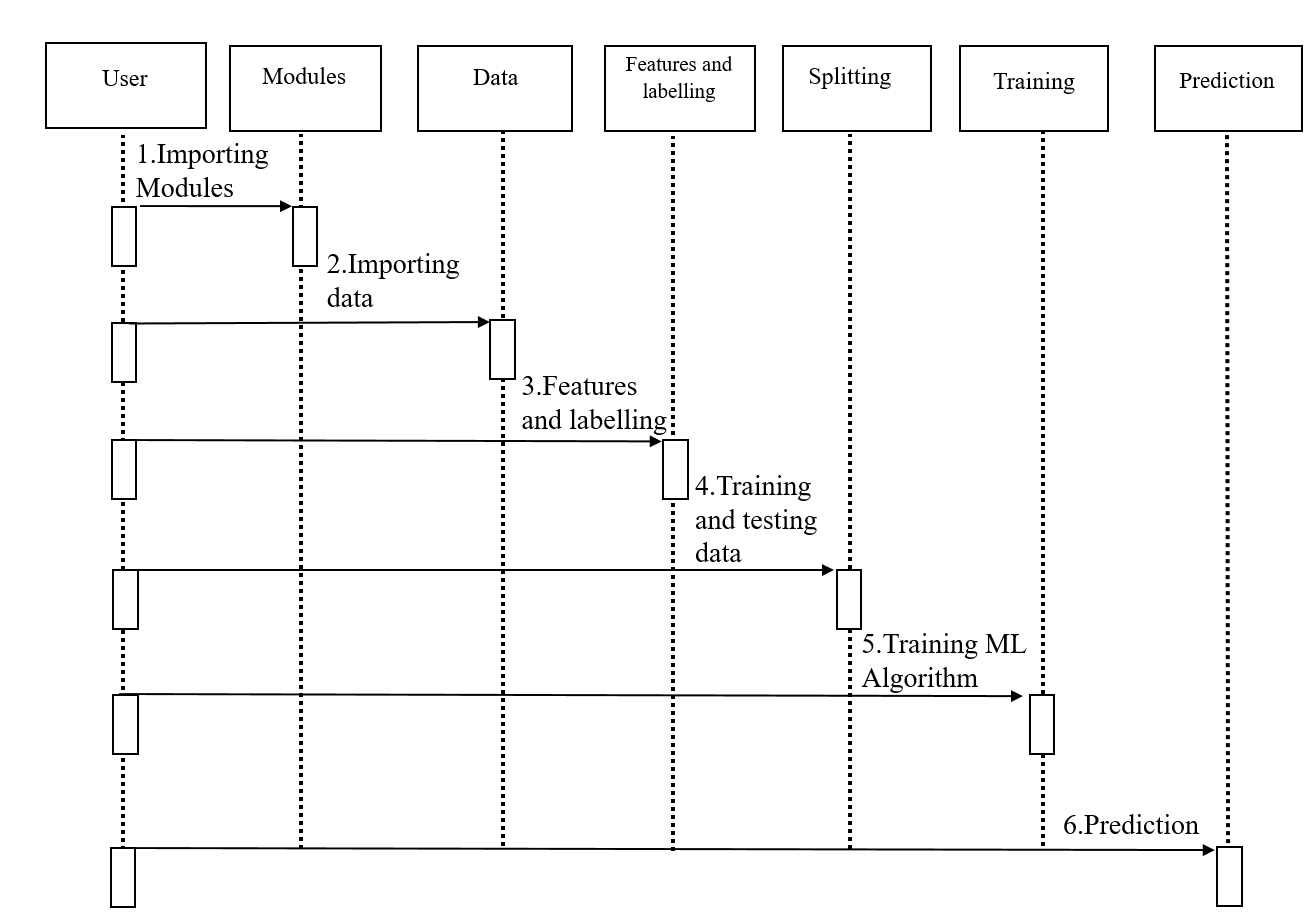 User
Modules
Data
Features and
labelling
Splitting
Training
Prediction
1.Importing
Modules
2.Importing
data
3.Features
and labelling
4.Training
and testing
data
5.Training ML
Algorithm
6.Prediction